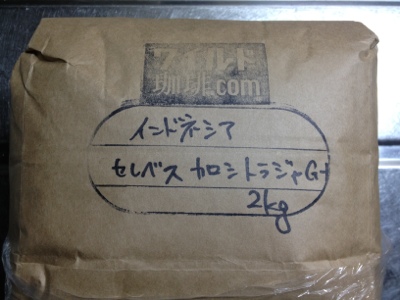 ワイルド
珈琲.com
インドネシア
セレベス カロシトラジャG-1
2kg